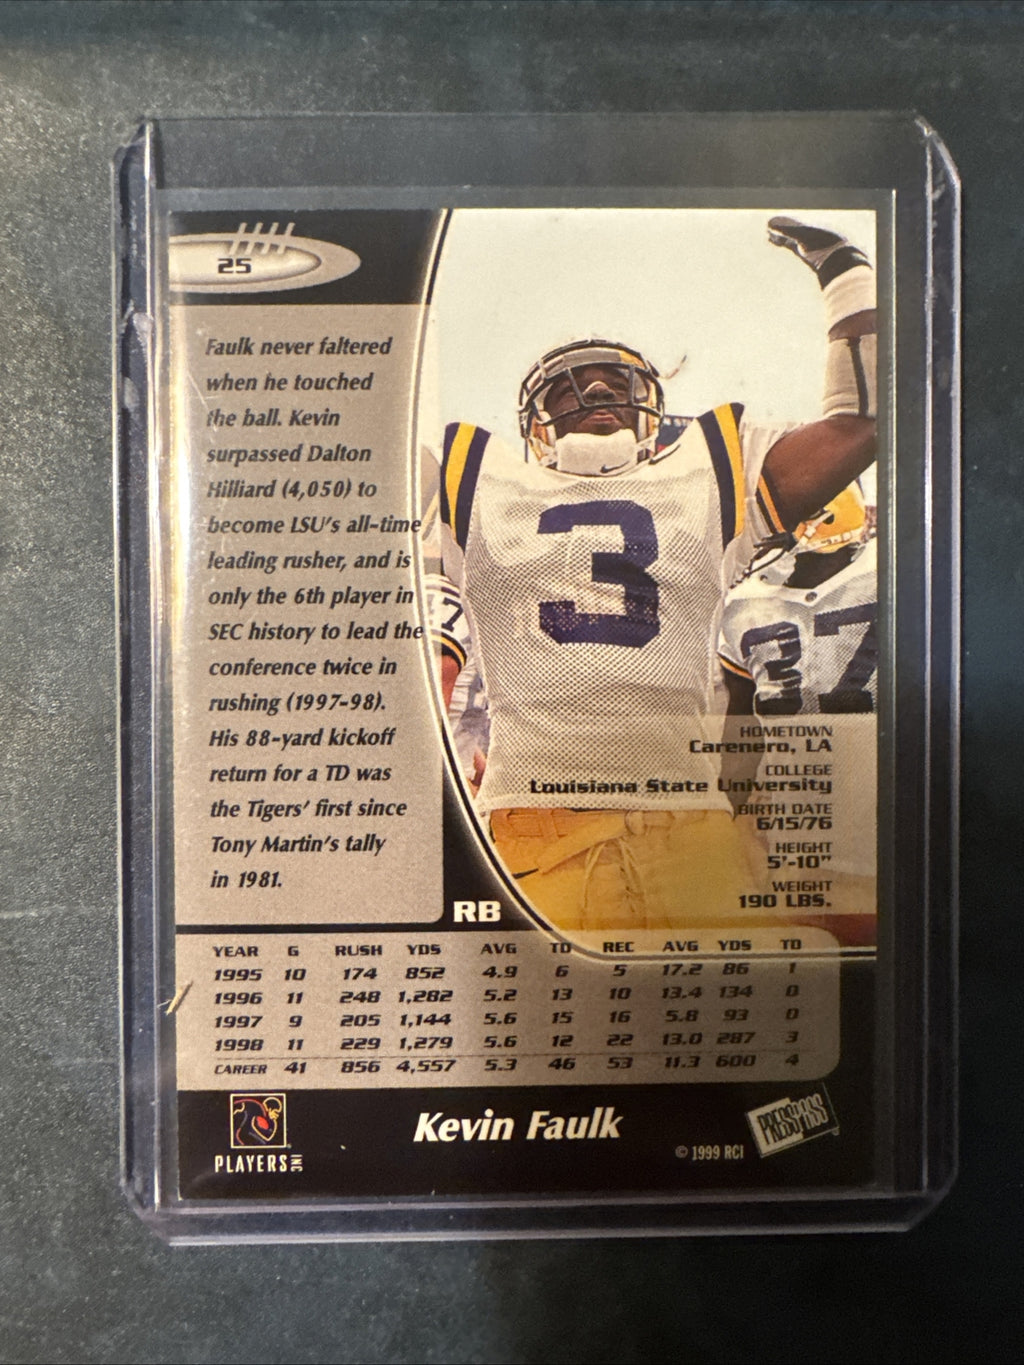 25
Faulk never faltered
when he touched
the ball. Kevin
surpassed Dalton
Hilliard (4,050) to
become LSU's all-time
leading rusher, and is
only the 6th player in
SEC history to lead the
conference twice in
rushing (1997-98).
His 88-yard kickoff
return for a TD was
the Tigers' first since
Tony Martin's tally
in 1981.
3
37
HOMETOWN
Carenero, LA
COLLEGE
Louisiana State University
BIRTH DATE
6/15/76
HEIGHT
5'-10"
WEIGHT
190 LBS.
RB
YEAR G RUSH YDS AVG TD REC AVG YDS TD
1995 10 174 852 4.9 6 5 17.2 86 1
1996 11 248 1,282 5.2 13 10 13.4 134 0
1997 9 205 1,144 5.6 15 16 5.8 93 0
1998 11 229 1,279 5.6 12 22 13.0 287 3
CAREER 41 856 4,557 5.3 46 53 11.3 600 4
PLAYERS INC
Kevin Faulk
PRESS PASS
© 1999 RCI